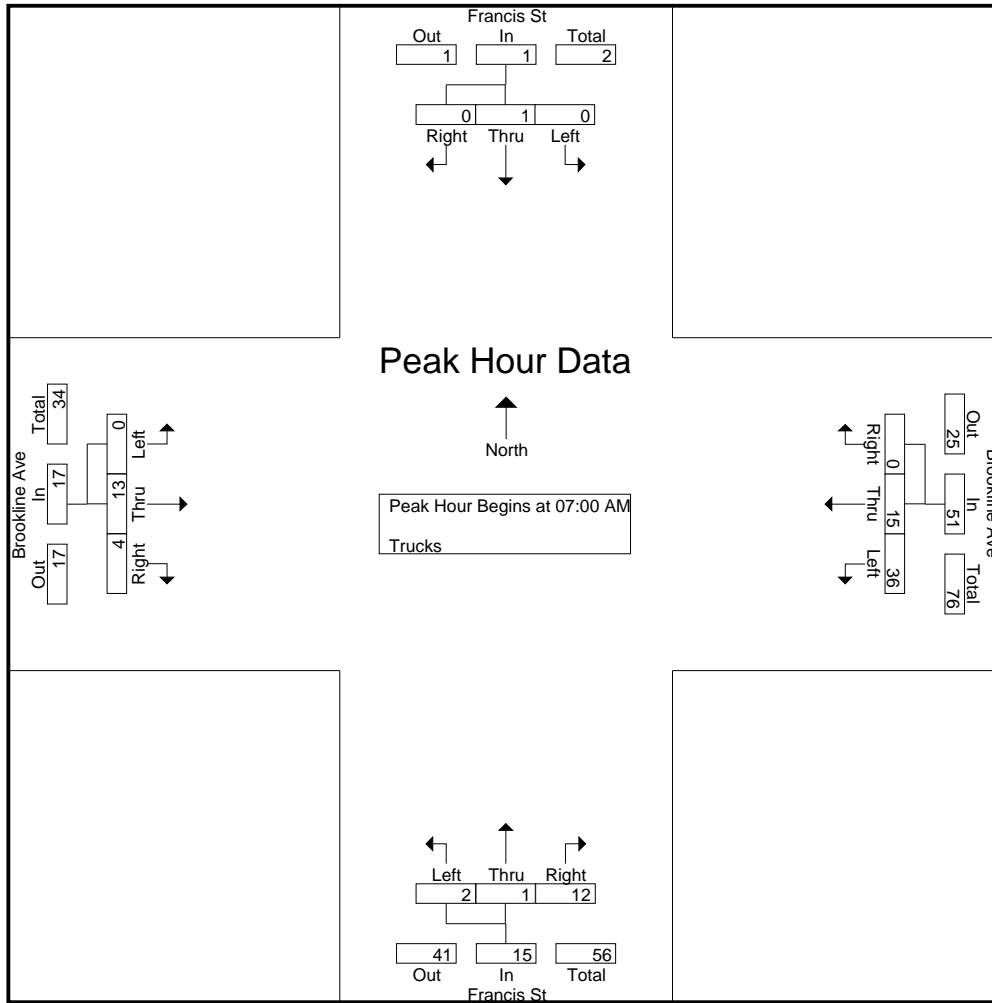 Francis St
Out In Total
1 1 2
0 1 0
Right Thru Left
Peak Hour Data
North
Peak Hour Begins at 07:00 AM
Trucks
Brookline Ave
Out In Total
17 17 34
4 13 0
Right Thru Left
Brookline Ave
Out In Total
25 51 76
0 15 36
Right Thru Left
Left Thru Right
2 1 12
41 15 56
Out In Total
Francis St